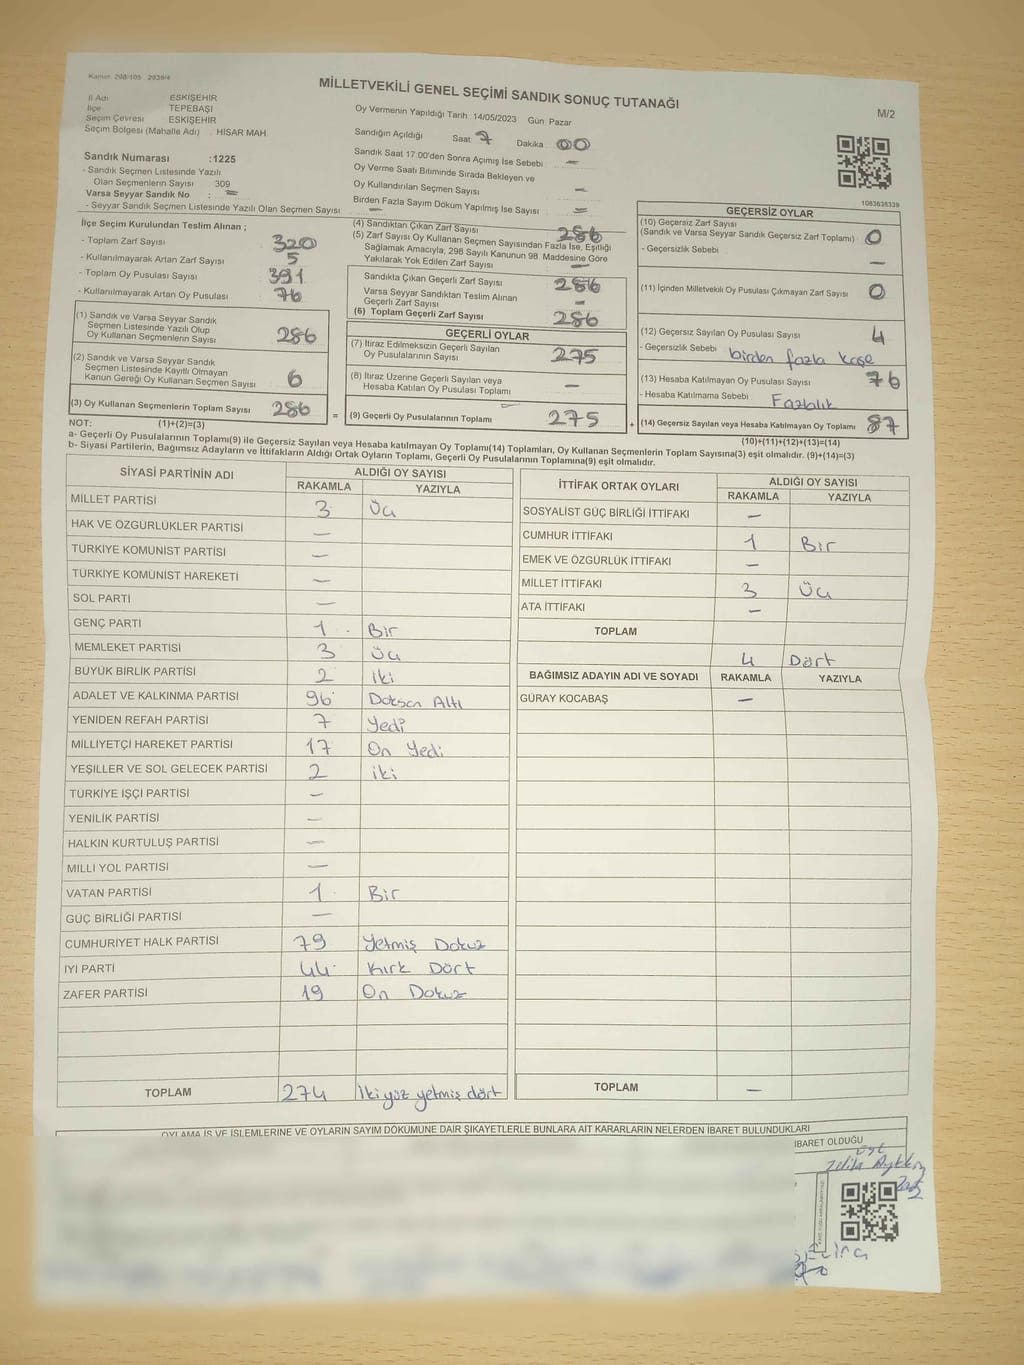 Kanun: 298/105 2839/4
MİLLETVEKİLİ GENEL SEÇİMİ SANDIK SONUÇ TUTANAĞI
M/2
İl Adı ESKİŞEHİR
İlçe TEPEBAŞI
Seçim Çevresi ESKİŞEHİR
Seçim Bölgesi (Mahalle Adı) : HİSAR MAH
Oy Vermenin Yapıldığı Tarih : 14/05/2023 Gün: Pazar
Sandığın Açıldığı Saat 7 Dakika 00
Sandık Saat 17:00'den Sonra Açımış İse Sebebi —
Oy Verme Saati Bitiminde Sırada Bekleyen ve
Oy Kullandırılan Seçmen Sayısı —
Birden Fazla Sayım Döküm Yapılmış İse Sayısı —
Sandık Numarası :1225
- Sandık Seçmen Listesinde Yazılı
Olan Seçmenlerin Sayısı 309
Varsa Seyyar Sandık No : —
- Seyyar Sandık Seçmen Listesinde Yazılı Olan Seçmen Sayısı —
1083638339
İlçe Seçim Kurulundan Teslim Alınan ;
- Toplam Zarf Sayısı 320
- Kullanılmayarak Artan Zarf Sayısı 5
- Toplam Oy Pusulası Sayısı 391
- Kullanılmayarak Artan Oy Pusulası 76
(1) Sandık ve Varsa Seyyar Sandık
Seçmen Listesinde Yazılı Olup
Oy Kullanan Seçmenlerin Sayısı 286
(2) Sandık ve Varsa Seyyar Sandık
Seçmen Listesinde Kayıtlı Olmayan
Kanun Gereği Oy Kullanan Seçmen Sayısı 6
(3) Oy Kullanan Seçmenlerin Toplam Sayısı 286 =
(4) Sandıktan Çıkan Zarf Sayısı 286
(5) Zarf Sayısı Oy Kullanan Seçmen Sayısından Fazla İse, Eşitliği
Sağlamak Amacıyla, 298 Sayılı Kanunun 98. Maddesine Göre
Yakılarak Yok Edilen Zarf Sayısı —
Sandıkla Çıkan Geçerli Zarf Sayısı 286
Varsa Seyyar Sandıktan Teslim Alınan
Geçerli Zarf Sayısı —
(6) Toplam Geçerli Zarf Sayısı 286
GEÇERLİ OYLAR
(7) İtiraz Edilmeksizin Geçerli Sayılan
Oy Pusulalarının Sayısı 275
(8) İtiraz Üzerine Geçerli Sayılan veya
Hesaba Katılan Oy Pusulası Toplamı —
(9) Geçerli Oy Pusulalarının Toplamı 275 +
GEÇERSİZ OYLAR
(10) Geçersiz Zarf Sayısı
(Sandık ve Varsa Seyyar Sandık Geçersiz Zarf Toplamı) 0
- Geçersizlik Sebebi —
(11) İçinden Milletvekili Oy Pusulası Çıkmayan Zarf Sayısı 0
(12) Geçersiz Sayılan Oy Pusulası Sayısı 4
- Geçersizlik Sebebi birden fazla kaşe
(13) Hesaba Katılmayan Oy Pusulası Sayısı 76
- Hesaba Katılmama Sebebi Fazlalık
(14) Geçersiz Sayılan veya Hesaba Katılmayan Oy Pusulası Toplamı 87
NOT: (1)+(2)=(3)
(10)+(11)+(12)+(13)=(14)
a- Geçerli Oy Pusulalarının Toplamı(9) ile Geçersiz Sayılan veya Hesaba katılmayan Oy Toplamı(14) Toplamları, Oy Kullanan Seçmenlerin Toplam Sayısına(3) eşit olmalıdır. (9)+(14)=(3)
b- Siyasi Partilerin, Bağımsız Adayların ve İttifakların Aldığı Ortak Oyların Toplamı, Geçerli Oy Pusulalarının Toplamına(9) eşit olmalıdır.
SİYASİ PARTİNİN ADI ALDIĞI OY SAYISI
RAKAMLA YAZIYLA
MİLLET PARTİSİ 3 Üç
HAK VE ÖZGÜRLÜKLER PARTİSİ —
TÜRKİYE KOMÜNİST PARTİSİ —
TÜRKİYE KOMÜNİST HAREKETİ —
SOL PARTİ —
GENÇ PARTİ 1 Bir
MEMLEKET PARTİSİ 3 Üç
BÜYÜK BİRLİK PARTİSİ 2 İki
ADALET VE KALKINMA PARTİSİ 96 Doksan Altı
YENİDEN REFAH PARTİSİ 7 Yedi
MİLLİYETÇİ HAREKET PARTİSİ 17 On Yedi
YEŞİLLER VE SOL GELECEK PARTİSİ 2 iki
TÜRKİYE İŞÇİ PARTİSİ —
YENİLİK PARTİSİ —
HALKIN KURTULUŞ PARTİSİ —
MİLLİ YOL PARTİSİ —
VATAN PARTİSİ 1 Bir
GÜÇ BİRLİĞİ PARTİSİ —
CUMHURİYET HALK PARTİSİ 79 Yetmiş Dokuz
İYİ PARTİ 44 Kırk Dört
ZAFER PARTİSİ 19 On Dokuz
TOPLAM 274 İkiyüz yetmiş dört
İTTİFAK ORTAK OYLARI ALDIĞI OY SAYISI
RAKAMLA YAZIYLA
SOSYALİST GÜÇ BİRLİĞİ İTTİFAKI —
CUMHUR İTTİFAKI 1 Bir
EMEK VE ÖZGÜRLÜK İTTİFAKI —
MİLLET İTTİFAKI 3 Üç
ATA İTTİFAKI —
TOPLAM
4 Dört
BAĞIMSIZ ADAYIN ADI VE SOYADI RAKAMLA YAZIYLA
GÜRAY KOCABAŞ —
TOPLAM —
OYLAMA İŞ VE İŞLEMLERİNE VE OYLARIN SAYIM DÖKÜMÜNE DAİR ŞİKAYETLERLE BUNLARA AİT KARARLARIN NELERDEN İBARET BULUNDUKLARI
İBARET OLDUĞU